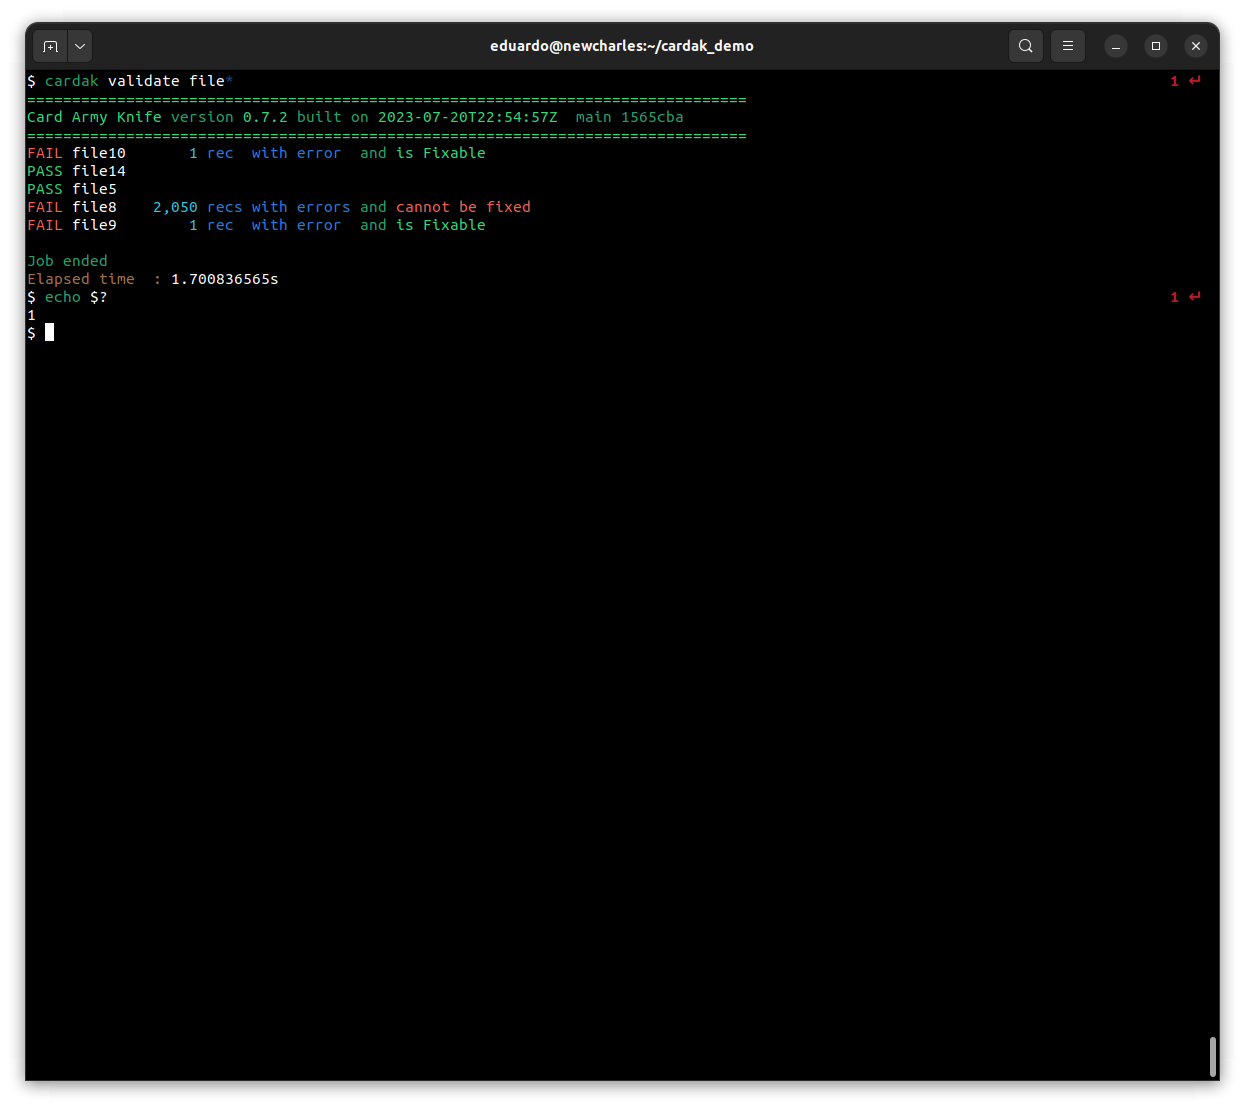 eduardo@newcharles:~/cardak_demo
$ cardak validate file* 1 ↵
================================================================================
Card Army Knife version 0.7.2 built on 2023-07-20T22:54:57Z  main 1565cba
================================================================================
FAIL file10       1 rec  with error  and is Fixable
PASS file14
PASS file5
FAIL file8    2,050 recs with errors and cannot be fixed
FAIL file9        1 rec  with error  and is Fixable
Job ended
Elapsed time  : 1.700836565s
$ echo $? 1 ↵
1
$